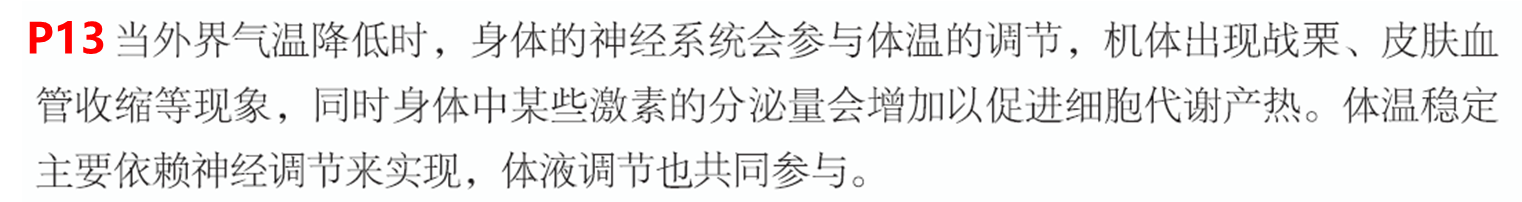 P13 当外界气温降低时，身体的神经系统会参与体温的调节，机体出现战栗、皮肤血
管收缩等现象，同时身体中某些激素的分泌量会增加以促进细胞代谢产热。体温稳定
主要依赖神经调节来实现，体液调节也共同参与。